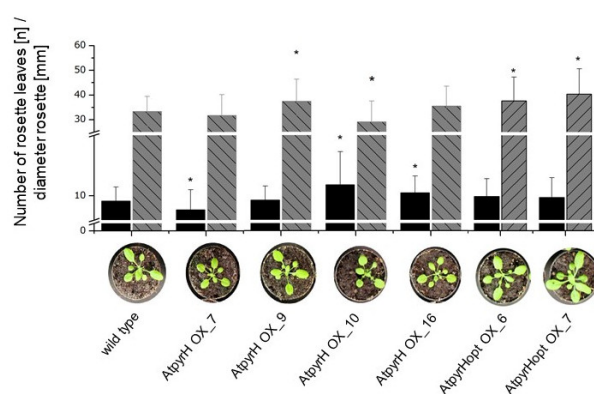 Number of rosette leaves [n] /
diameter rosette [mm]
60
50
40
30
10
0
*
*
*
*
*
*
*
wild type
AtpyrH OX_7
AtpyrH OX_9
AtpyrH OX_10
AtpyrH OX_16
AtpyrHopt OX_6
AtpyrHopt OX_7